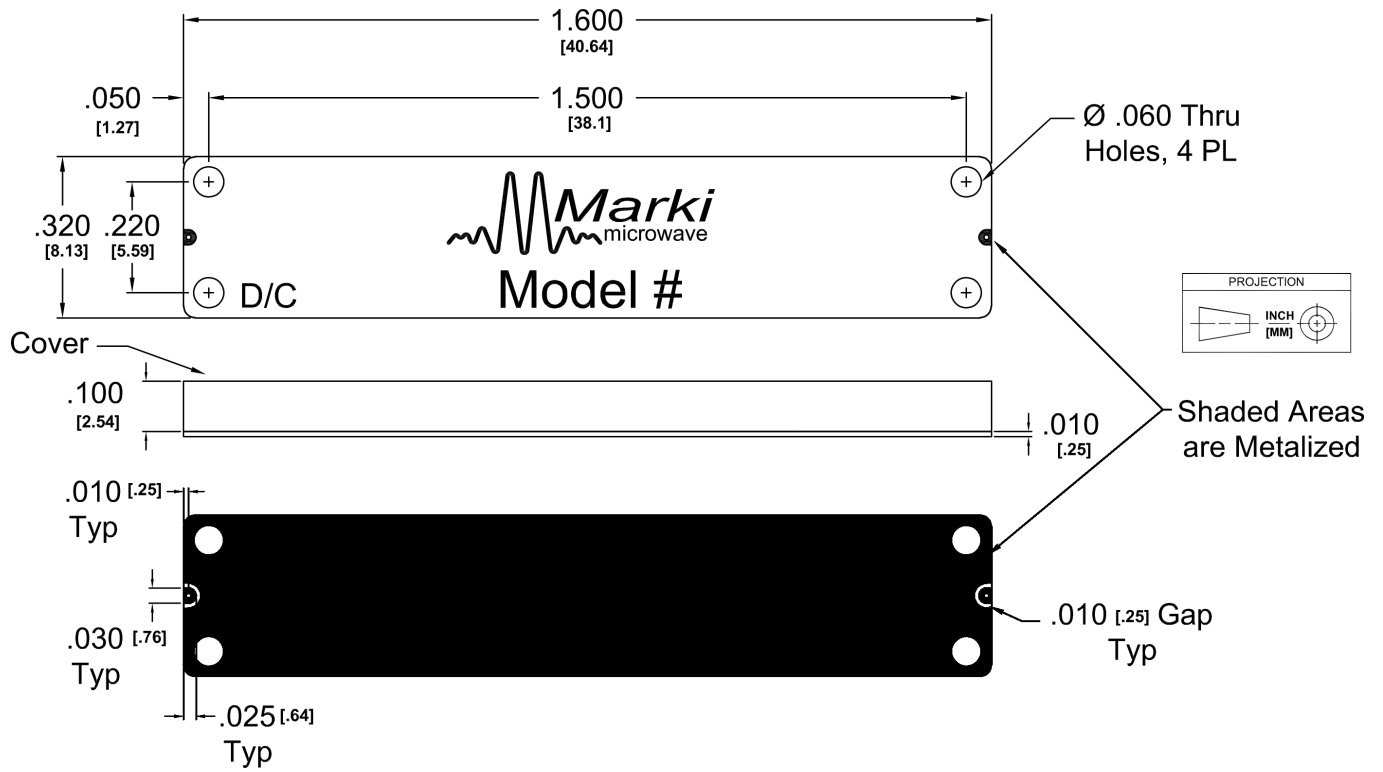 1.600
[40.64]
.050
[1.27]
1.500
[38.1]
Ø .060 Thru
Holes, 4 PL
.320
[8.13]
.220
[5.59]
Marki
microwave
Model #
D/C
PROJECTION
INCH
[MM]
Cover
.100
[2.54]
.010
[.25]
Shaded Areas
are Metalized
.010 [.25]
Typ
.030 [.76]
Typ
.010 [.25] Gap
Typ
.025 [.64]
Typ